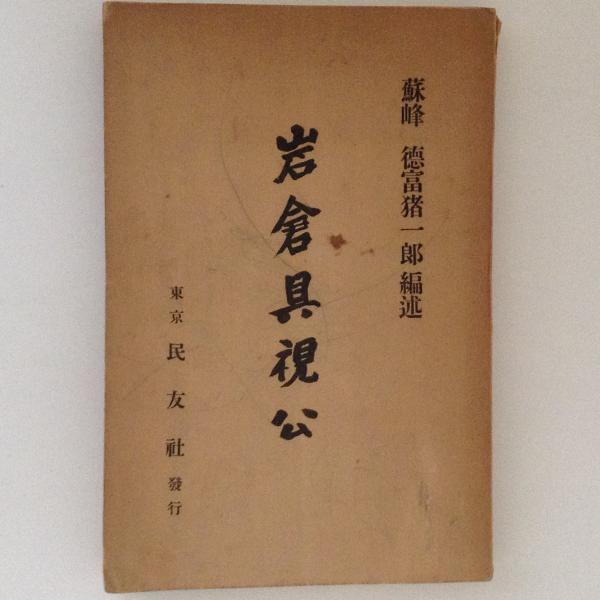 蘇峰 德富猪一郎編述
岩倉具視公
東京 民友社發行